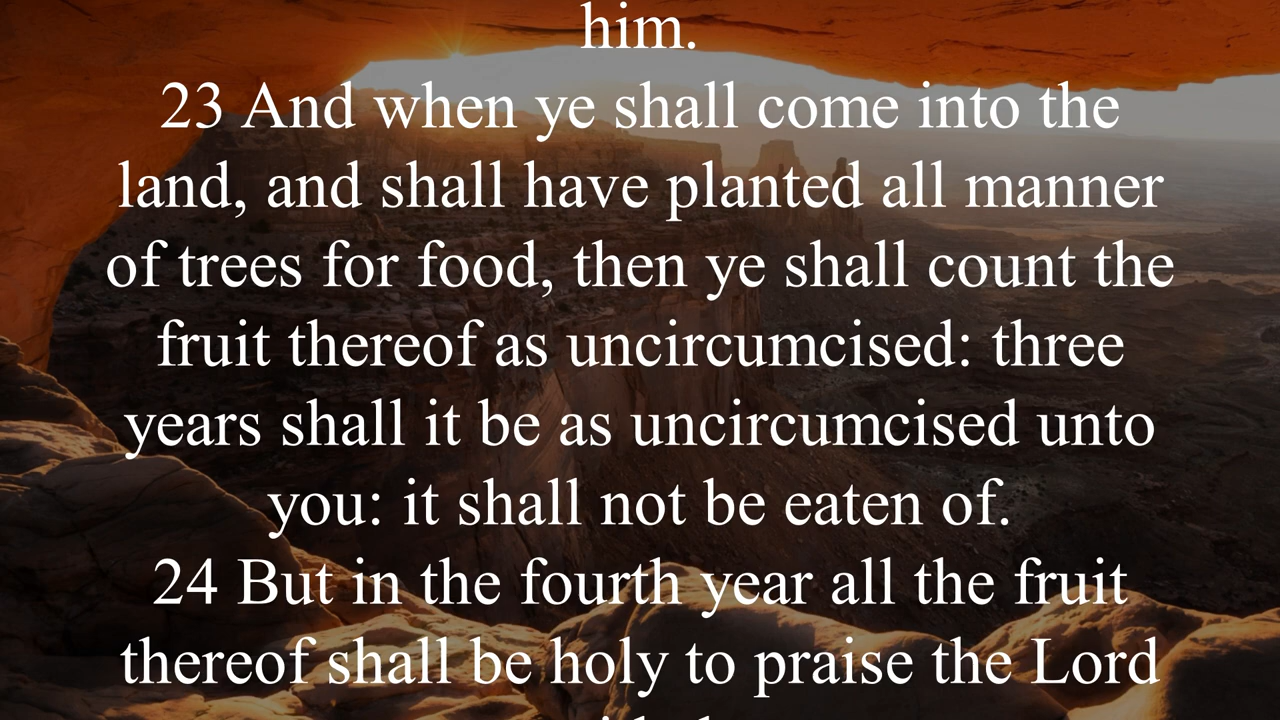 him.
23 And when ye shall come into the
land, and shall have planted all manner
of trees for food, then ye shall count the
fruit thereof as uncircumcised: three
years shall it be as uncircumcised unto
you: it shall not be eaten of.
24 But in the fourth year all the fruit
thereof shall be holy to praise the Lord